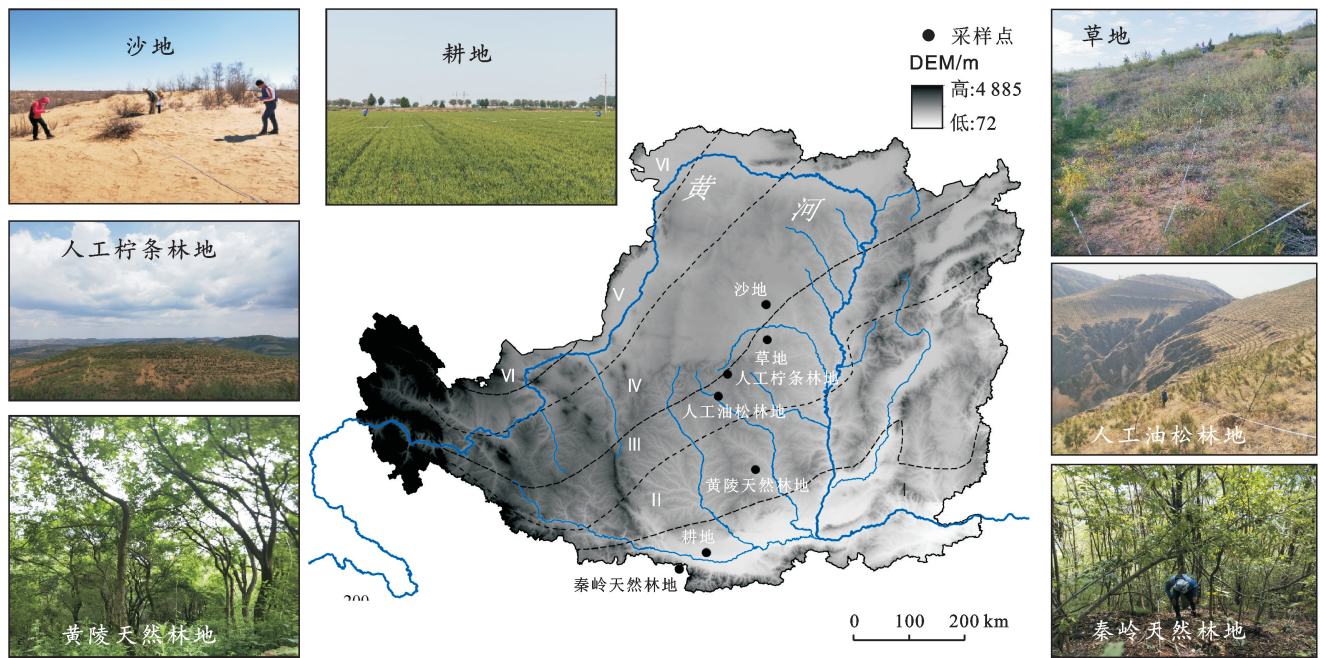 沙地
耕地
采样点
DEM/m
高:4 885
低:72
草地
人工柠条林地
黄陵天然林地
黄
河
Ⅵ
Ⅴ
Ⅵ
Ⅳ
Ⅲ
Ⅱ
Ⅰ
沙地
草地
人工柠条林地
人工油松林地
黄陵天然林地
耕地
秦岭天然林地
200
0 100 200 km
人工油松林地
秦岭天然林地